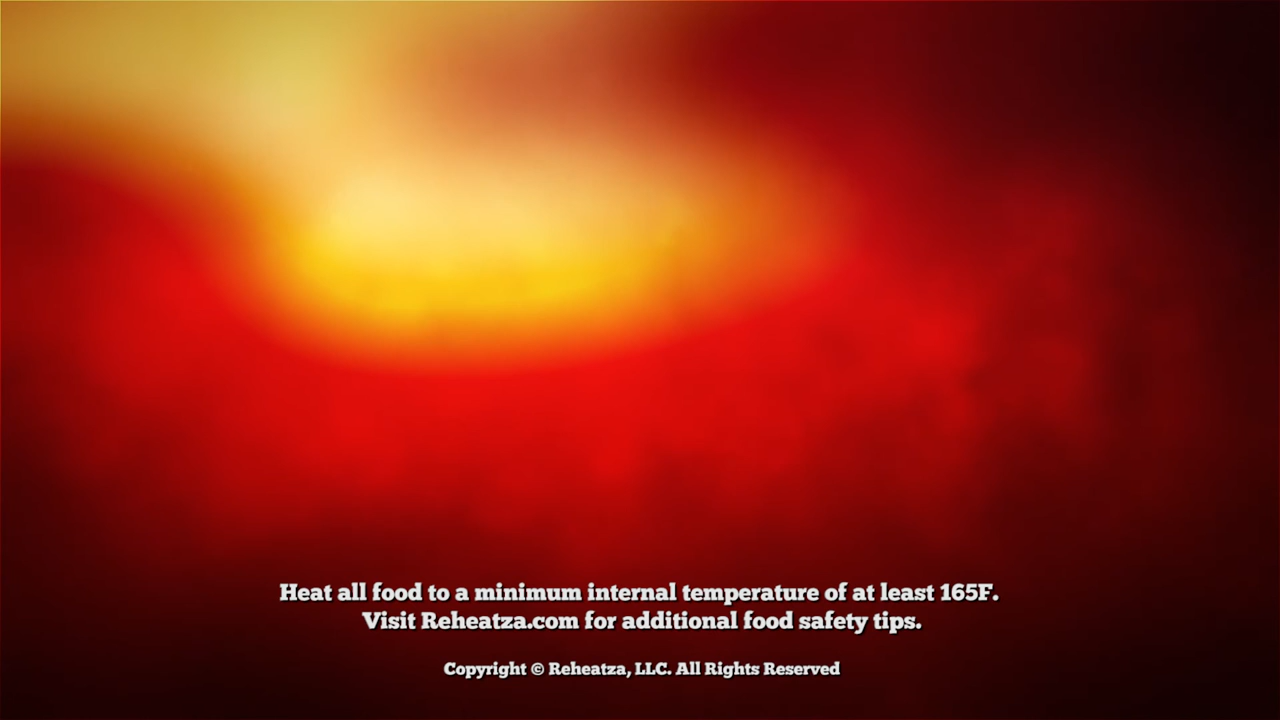 Heat all food to a minimum internal temperature of at least 165F.
Visit Reheatza.com for additional food safety tips.
Copyright © Reheatza, LLC. All Rights Reserved